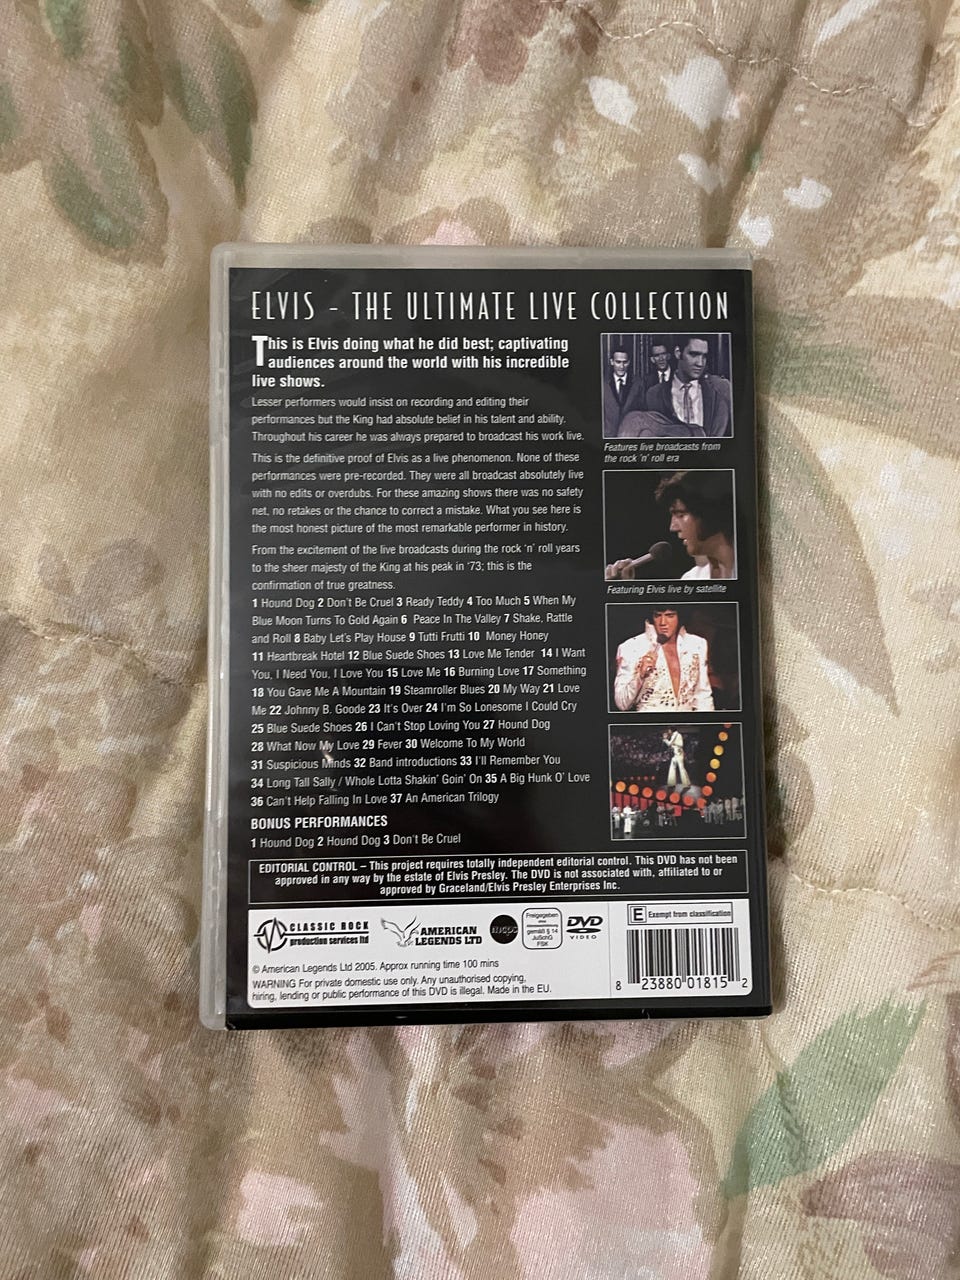 ELVIS - THE ULTIMATE LIVE COLLECTION
This is Elvis doing what he did best; captivating
audiences around the world with his incredible
live shows.
Lesser performers would insist on recording and editing their
performances but the King had absolute belief in his talent and ability.
Throughout his career he was always prepared to broadcast his work live.
This is the definitive proof of Elvis as a live phenomenon. None of these
performances were pre-recorded. They were all broadcast absolutely live
with no edits or overdubs. For these amazing shows there was no safety
net, no retakes or the chance to correct a mistake. What you see here is
the most honest picture of the most remarkable performer in history.
From the excitement of the live broadcasts during the rock 'n' roll years
to the sheer majesty of the King at his peak in '73; this is the
confirmation of true greatness.
1 Hound Dog 2 Don't Be Cruel 3 Ready Teddy 4 Too Much 5 When My
Blue Moon Turns To Gold Again 6 Peace In The Valley 7 Shake, Rattle
and Roll 8 Baby Let's Play House 9 Tutti Frutti 10 Money Honey
11 Heartbreak Hotel 12 Blue Suede Shoes 13 Love Me Tender 14 I Want
You, I Need You, I Love You 15 Love Me 16 Burning Love 17 Something
18 You Gave Me A Mountain 19 Steamroller Blues 20 My Way 21 Love
Me 22 Johnny B. Goode 23 It's Over 24 I'm So Lonesome I Could Cry
25 Blue Suede Shoes 26 I Can't Stop Loving You 27 Hound Dog
28 What Now My Love 29 Fever 30 Welcome To My World
31 Suspicious Minds 32 Band introductions 33 I'll Remember You
34 Long Tall Sally / Whole Lotta Shakin' Goin' On 35 A Big Hunk O' Love
36 Can't Help Falling In Love 37 An American Trilogy
BONUS PERFORMANCES
1 Hound Dog 2 Hound Dog 3 Don't Be Cruel
Features live broadcasts from
the rock 'n' roll era
Featuring Elvis live by satellite
EDITORIAL CONTROL – This project requires totally independent editorial control. This DVD has not been
approved in any way by the estate of Elvis Presley. The DVD is not associated with, affiliated to or
approved by Graceland/Elvis Presley Enterprises Inc.
CLASSIC ROCK
production services ltd
AMERICAN
LEGENDS LTD
mcps
Freigegeben
ohne
gemäß § 14
JuSchG
FSK
DVD
VIDEO
E Exempt from classification
© American Legends Ltd 2005. Approx running time 100 mins
WARNING For private domestic use only. Any unauthorised copying,
hiring, lending or public performance of this DVD is illegal. Made in the EU.
8 23880 01815 2